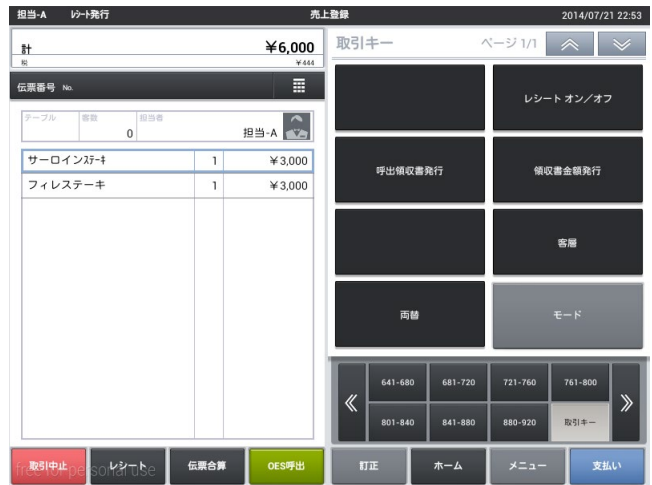 担当-A ﾚｼｰﾄ発行 売上登録 2014/07/21 22:53
計 ¥6,000
税 ¥444
伝票番号 No.
テーブル 客数 担当者
0 担当-A
サーロインｽﾃｰｷ 1 ¥3,000
フィレステーキ 1 ¥3,000
取引キー ページ 1/1
レシート オン／オフ
呼出領収書発行 領収書金額発行
客層
両替 モード
641-680 681-720 721-760 761-800
801-840 841-880 880-920 取引キー
取引中止 レシート 伝票合算 OES呼出 訂正 ホーム メニュー 支払い
free for personal use